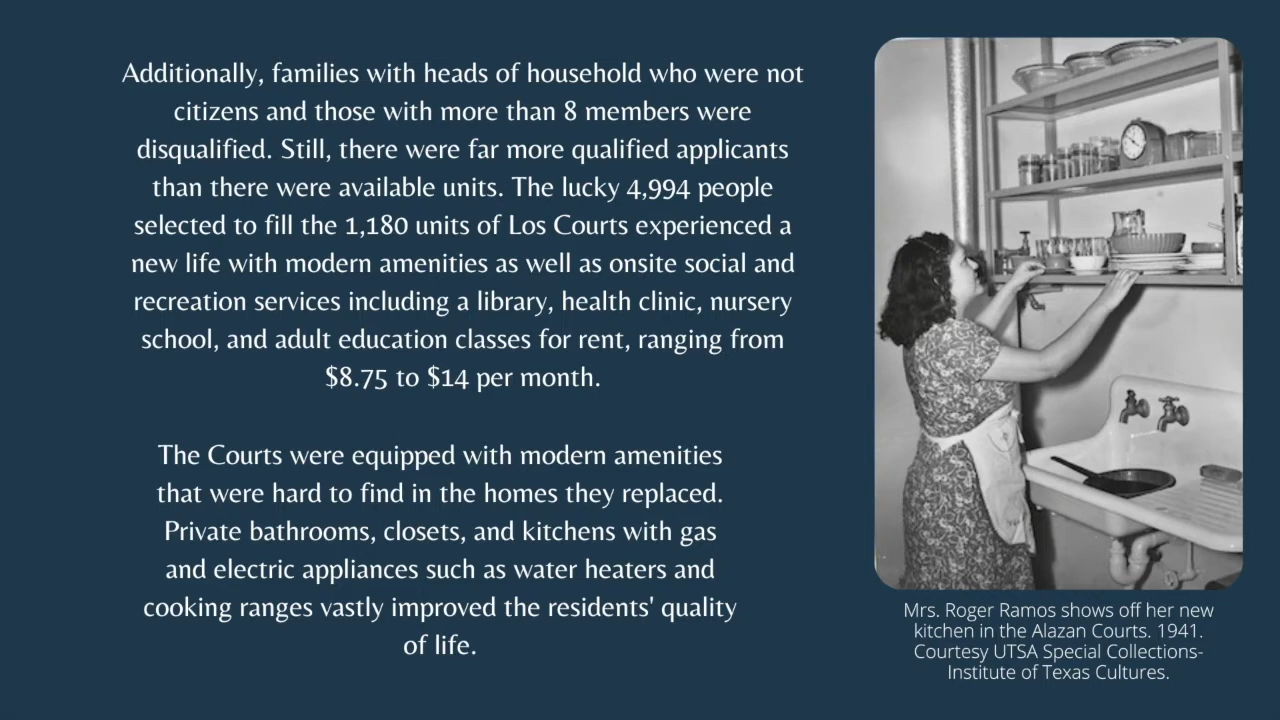 Additionally, families with heads of household who were not
citizens and those with more than 8 members were
disqualified. Still, there were far more qualified applicants
than there were available units. The lucky 4,994 people
selected to fill the 1,180 units of Los Courts experienced a
new life with modern amenities as well as onsite social and
recreation services including a library, health clinic, nursery
school, and adult education classes for rent, ranging from
$8.75 to $14 per month.
The Courts were equipped with modern amenities
that were hard to find in the homes they replaced.
Private bathrooms, closets, and kitchens with gas
and electric appliances such as water heaters and
cooking ranges vastly improved the residents' quality
of life.
Mrs. Roger Ramos shows off her new
kitchen in the Alazan Courts. 1941.
Courtesy UTSA Special Collections-
Institute of Texas Cultures.